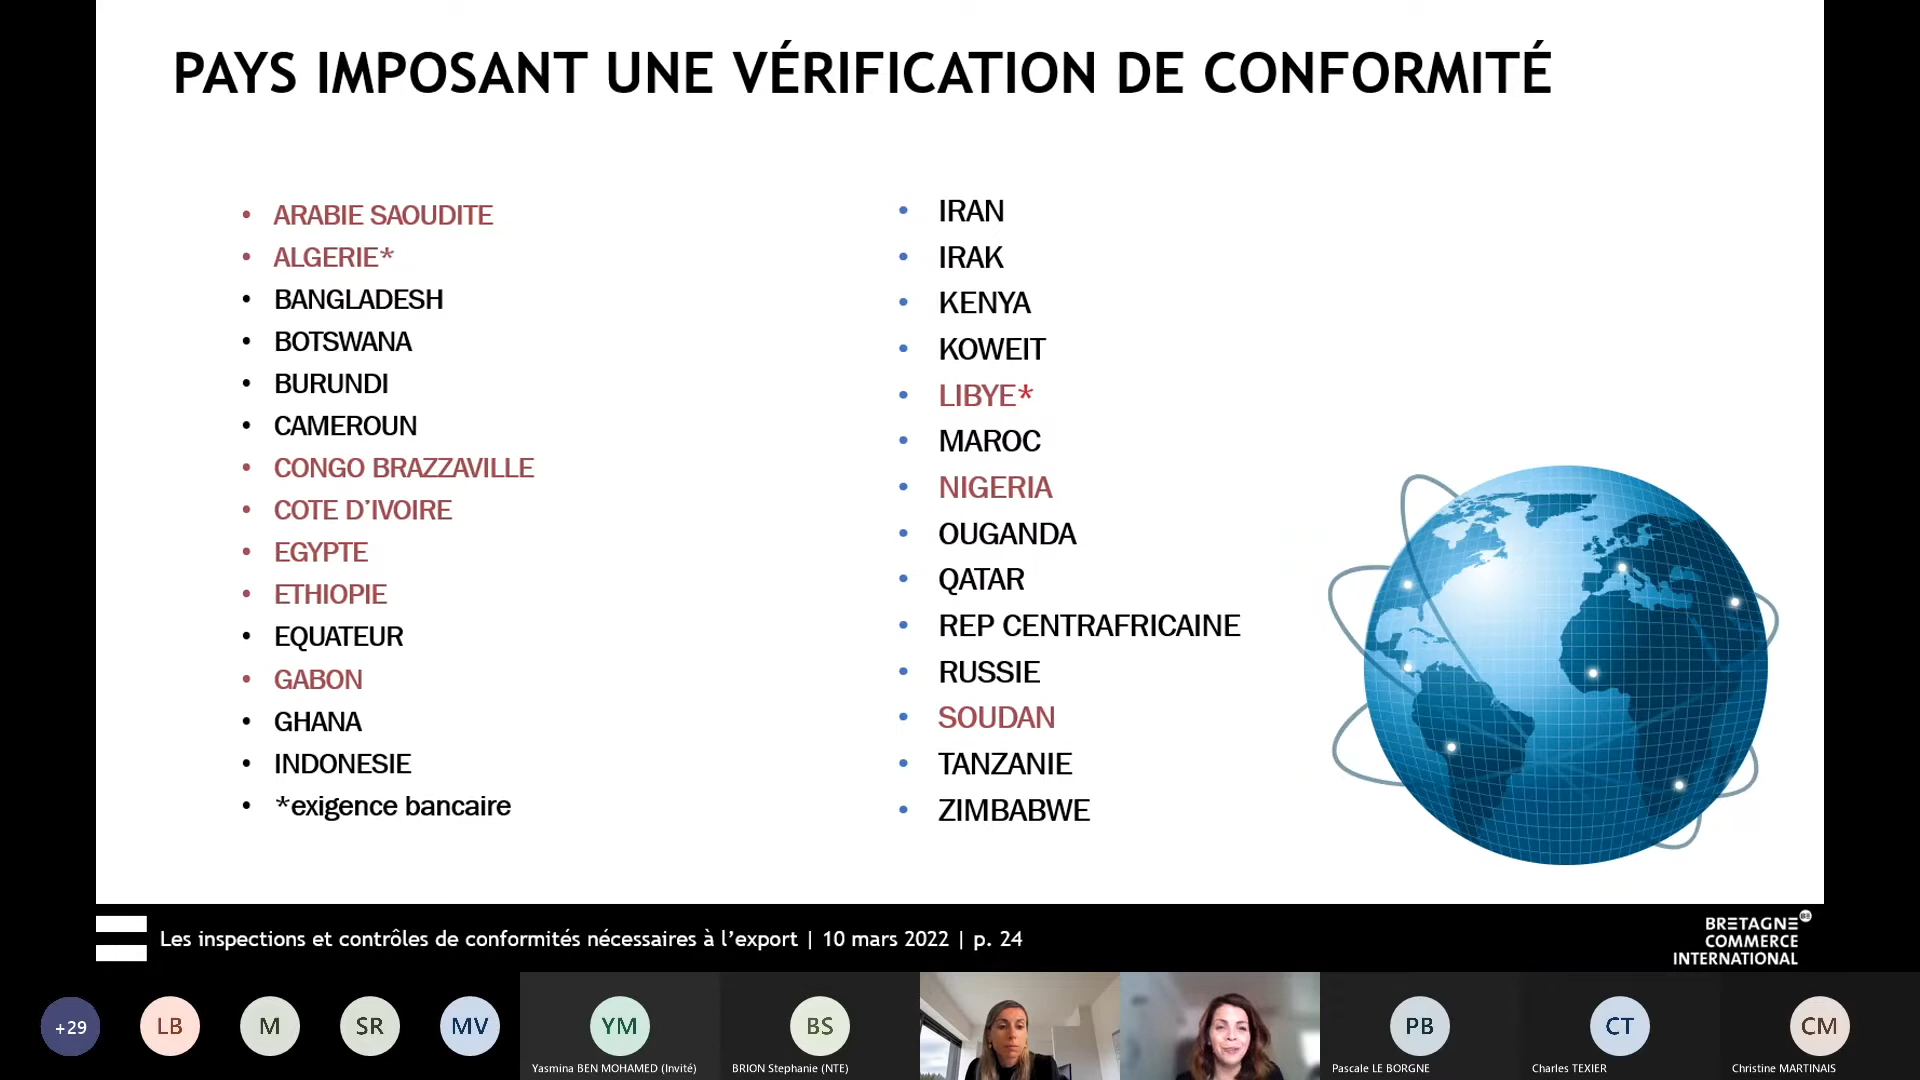 PAYS IMPOSANT UNE VÉRIFICATION DE CONFORMITÉ
• ARABIE SAOUDITE
• ALGERIE*
• BANGLADESH
• BOTSWANA
• BURUNDI
• CAMEROUN
• CONGO BRAZZAVILLE
• COTE D’IVOIRE
• EGYPTE
• ETHIOPIE
• EQUATEUR
• GABON
• GHANA
• INDONESIE
• *exigence bancaire
• IRAN
• IRAK
• KENYA
• KOWEIT
• LIBYE*
• MAROC
• NIGERIA
• OUGANDA
• QATAR
• REP CENTRAFRICAINE
• RUSSIE
• SOUDAN
• TANZANIE
• ZIMBABWE
Les inspections et contrôles de conformités nécessaires à l’export | 10 mars 2022 | p. 24
BRETAGNE
COMMERCE
INTERNATIONAL
+29
LB
M
SR
MV
YM
Yasmina BEN MOHAMED (Invité)
BS
BRION Stephanie (NTE)
PB
Pascale LE BORGNE
CT
Charles TEXIER
CM
Christine MARTINAIS